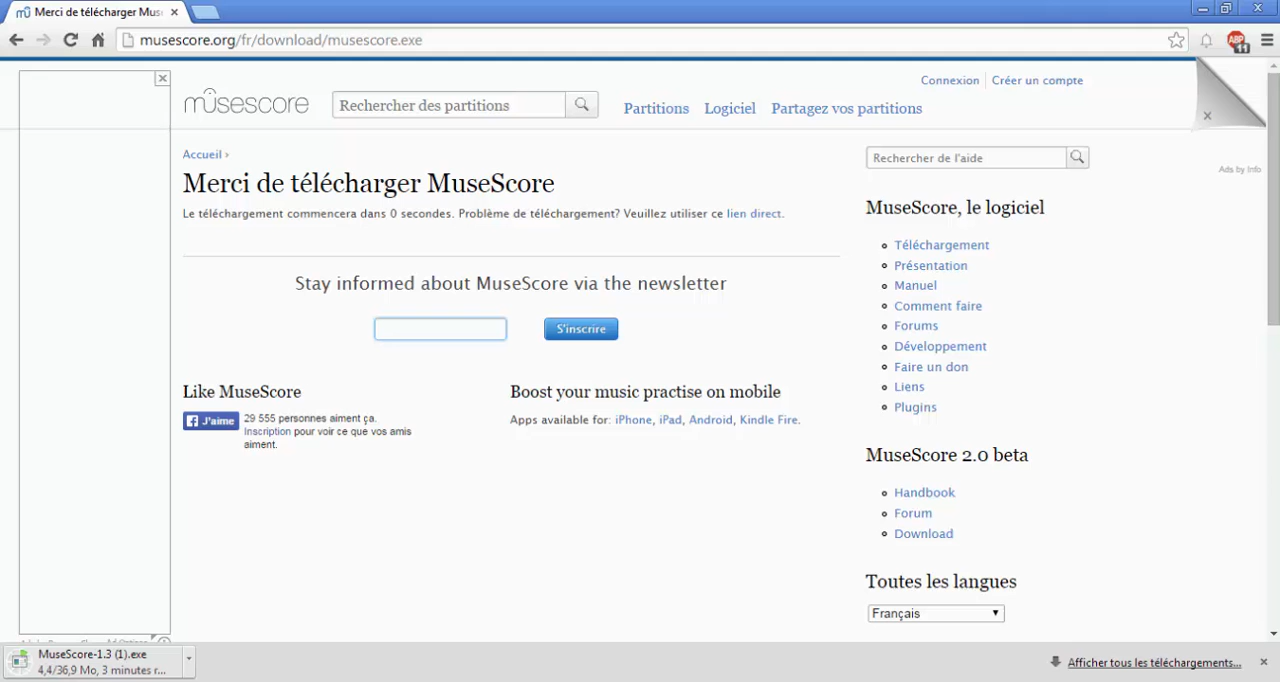 Merci de télécharger Mus
musescore.org/fr/download/musescore.exe
ABP
11
Connexion
Créer un compte
musescore
Rechercher des partitions
Partitions
Logiciel
Partagez vos partitions
Accueil ›
Rechercher de l'aide
Ads by Info
Merci de télécharger MuseScore
Le téléchargement commencera dans 0 secondes. Problème de téléchargement? Veuillez utiliser ce lien direct.
Stay informed about MuseScore via the newsletter
S'inscrire
Like MuseScore
J'aime
29 555 personnes aiment ça.
Inscription pour voir ce que vos amis
aiment.
Boost your music practise on mobile
Apps available for: iPhone, iPad, Android, Kindle Fire.
MuseScore, le logiciel
Téléchargement
Présentation
Manuel
Comment faire
Forums
Développement
Faire un don
Liens
Plugins
MuseScore 2.0 beta
Handbook
Forum
Download
Toutes les langues
Français
MuseScore-1.3 (1).exe
4,4/36,9 Mo, 3 minutes r...
Afficher tous les téléchargements...